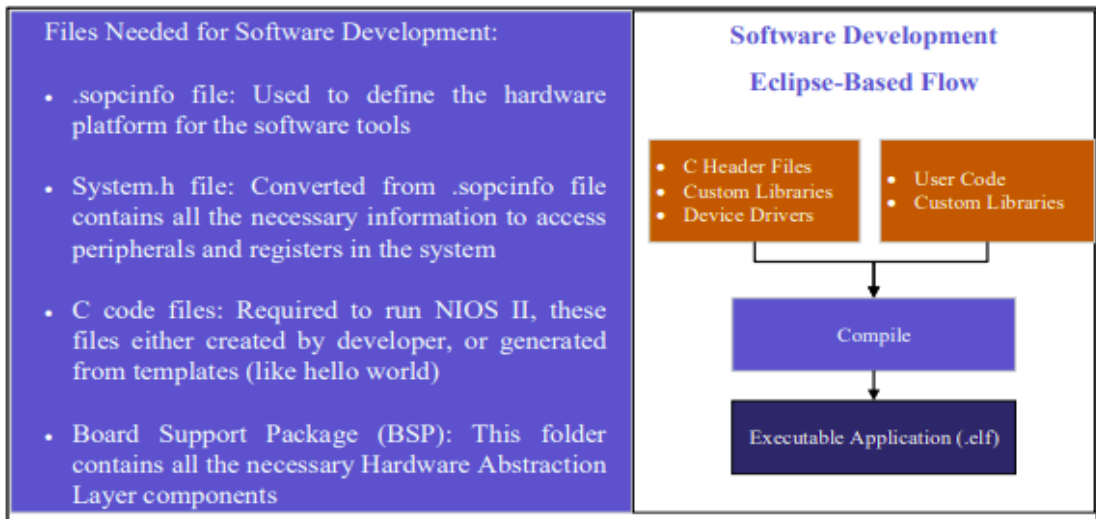 Files Needed for Software Development:
• .sopcinfo file: Used to define the hardware
platform for the software tools
• System.h file: Converted from .sopcinfo file
contains all the necessary information to access
peripherals and registers in the system
• C code files: Required to run NIOS II, these
files either created by developer, or generated
from templates (like hello world)
• Board Support Package (BSP): This folder
contains all the necessary Hardware Abstraction
Layer components
Software Development
Eclipse-Based Flow
• C Header Files
• Custom Libraries
• Device Drivers
• User Code
• Custom Libraries
Compile
Executable Application (.elf)